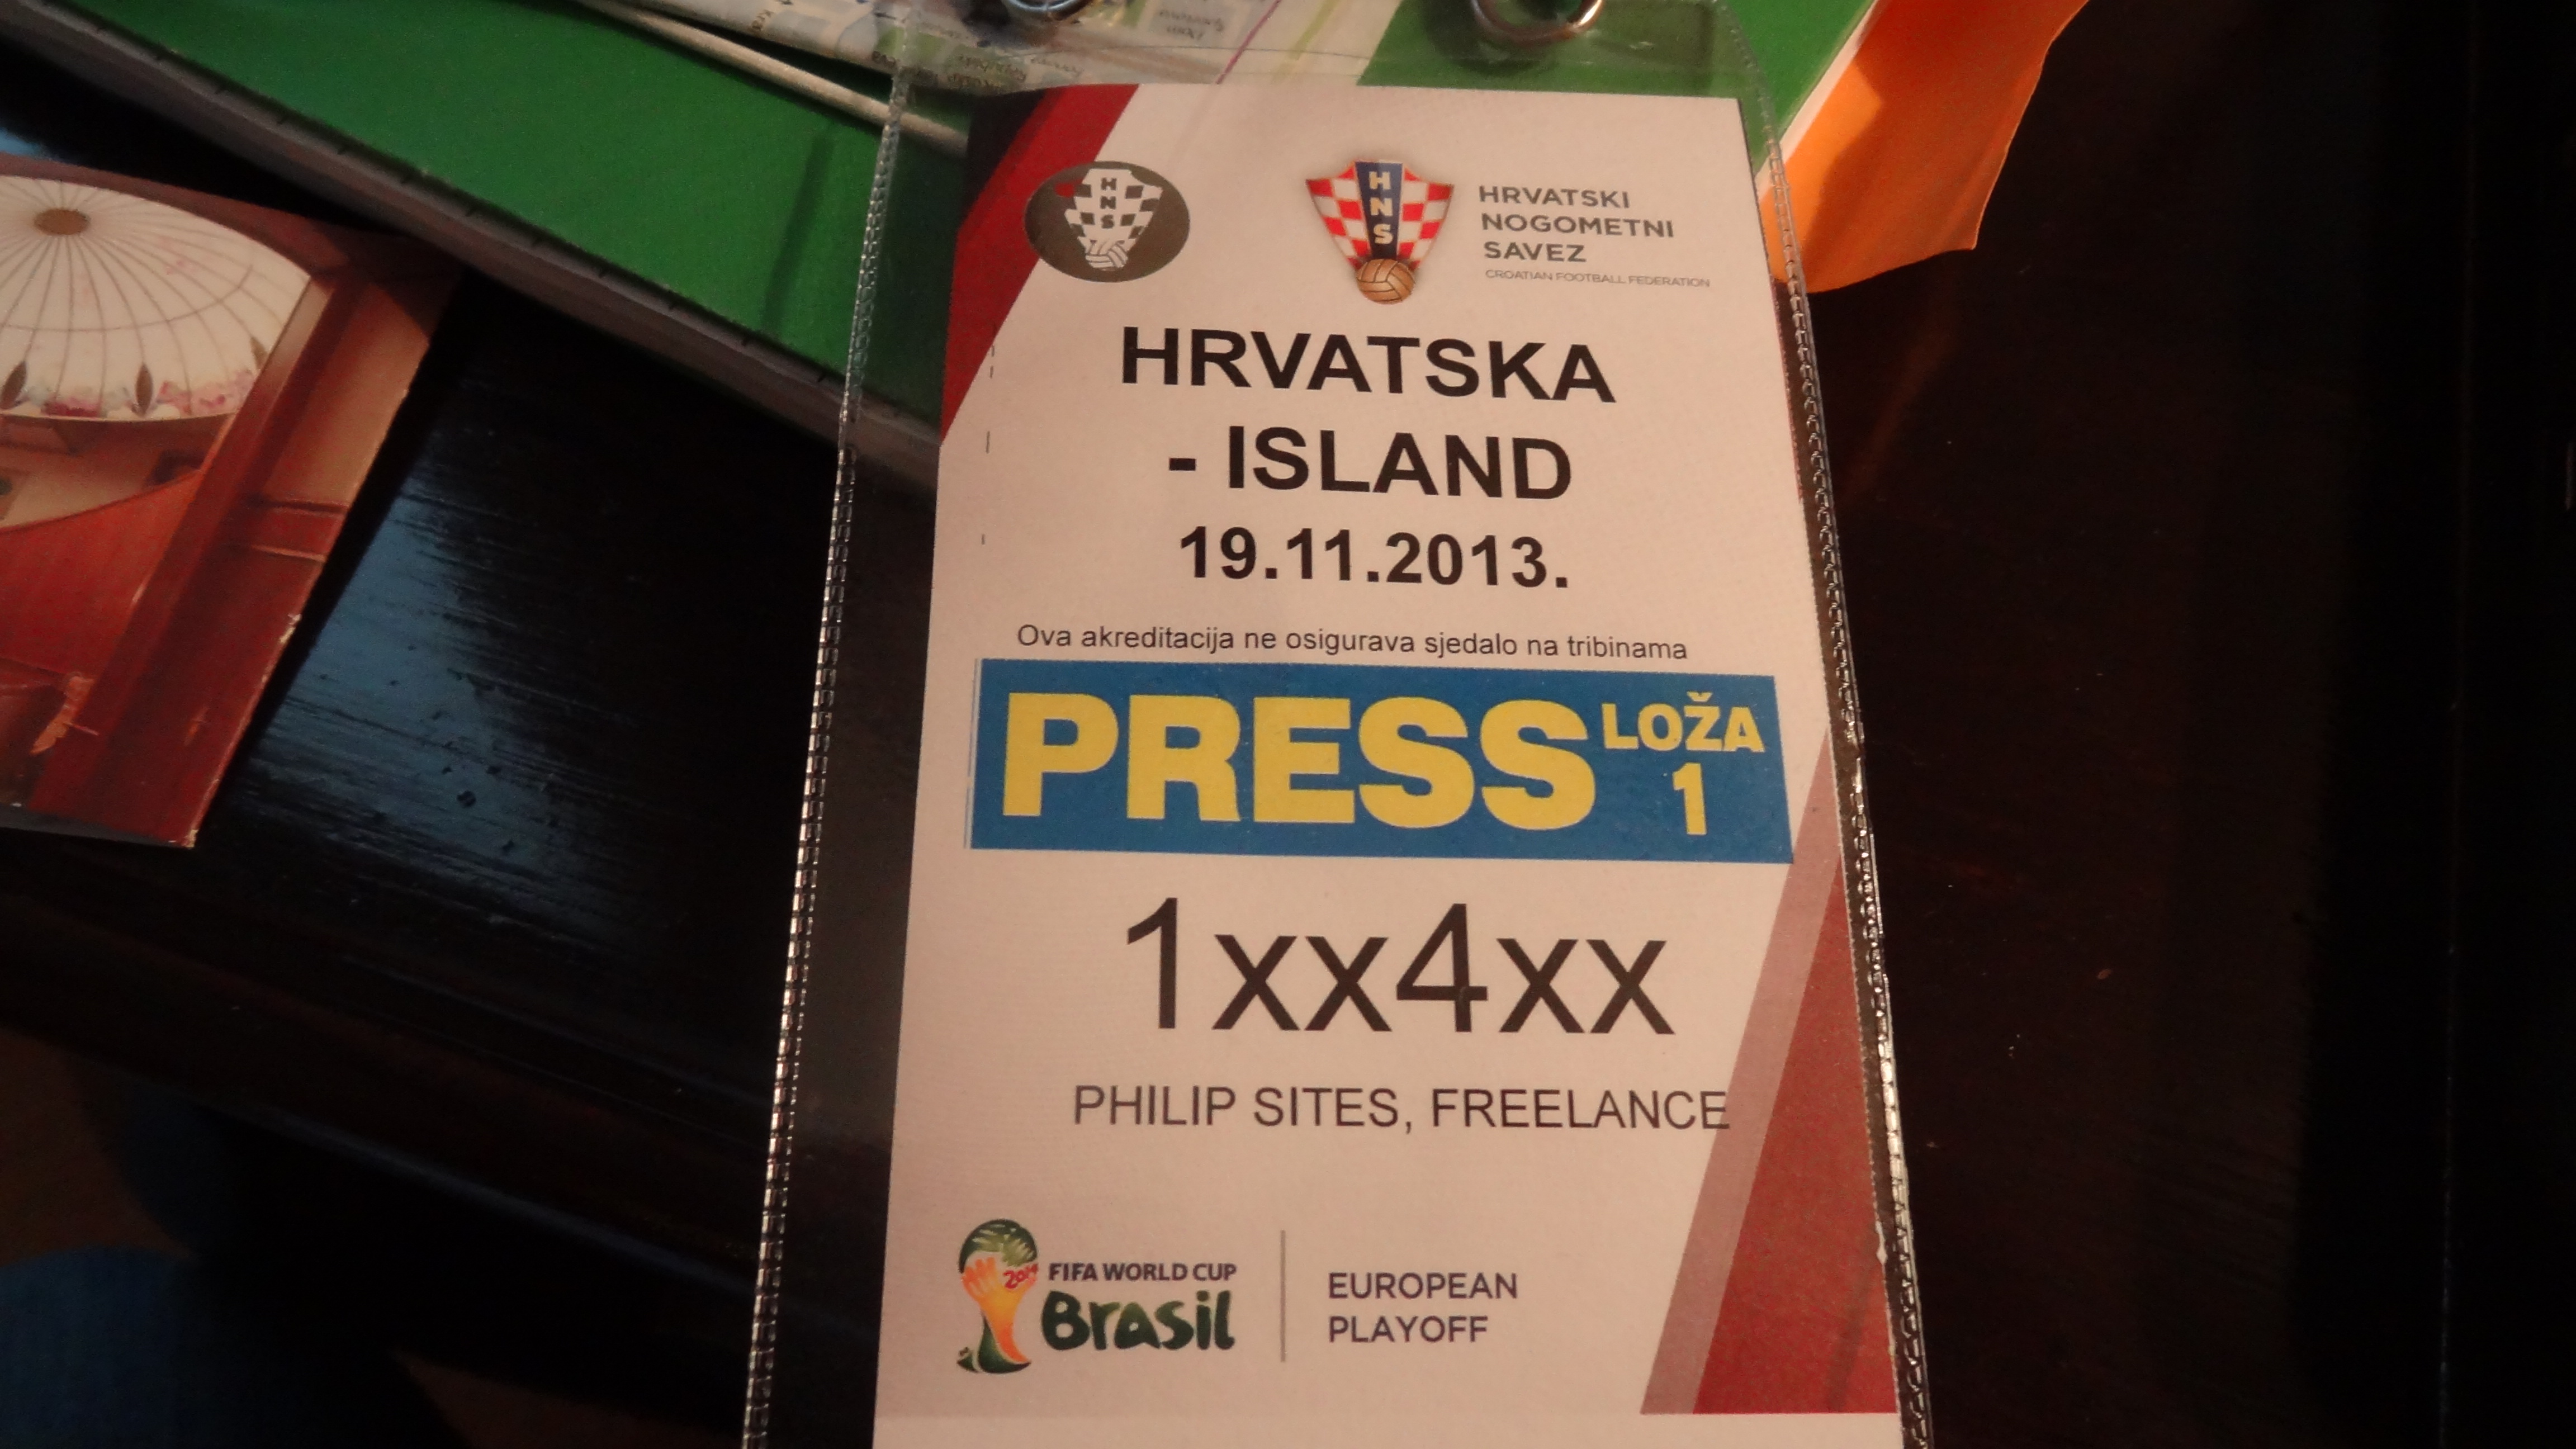 HNS
HNS
HRVATSKI
NOGOMETNI
SAVEZ
CROATIAN FOOTBALL FEDERATION
HRVATSKA
- ISLAND
19.11.2013.
Ova akreditacija ne osigurava sjedalo na tribinama
PRESS LOŽA
1
1xx4xx
PHILIP SITES, FREELANCE
2014 FIFA WORLD CUP
Brasil
EUROPEAN
PLAYOFF